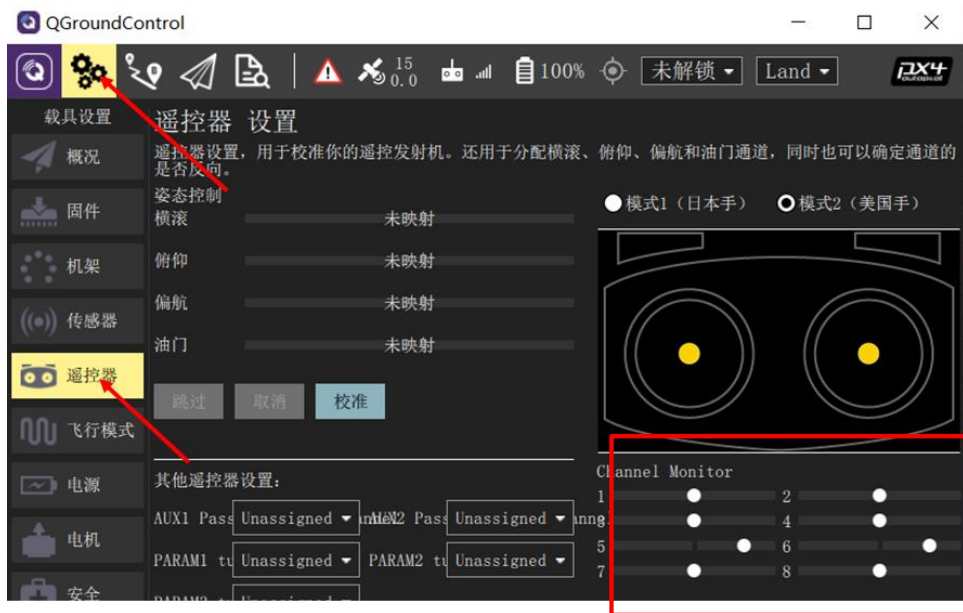 QGroundControl
15
0.0
100%
未解锁
Land
px4
autopilot
载具设置
概况
固件
机架
传感器
遥控器
飞行模式
电源
电机
安全
遥控器 设置
遥控器设置，用于校准你的遥控发射机。还用于分配横滚、俯仰、偏航和油门通道，同时也可以确定通道的
是否反向。
姿态控制
横滚 未映射
俯仰 未映射
偏航 未映射
油门 未映射
跳过 取消 校准
其他遥控器设置：
AUX1 Pass Unassigned AUX2 Pass Unassigned
PARAM1 tu Unassigned PARAM2 tu Unassigned
模式1（日本手） 模式2（美国手）
Channel Monitor
1 2
3 4
5 6
7 8